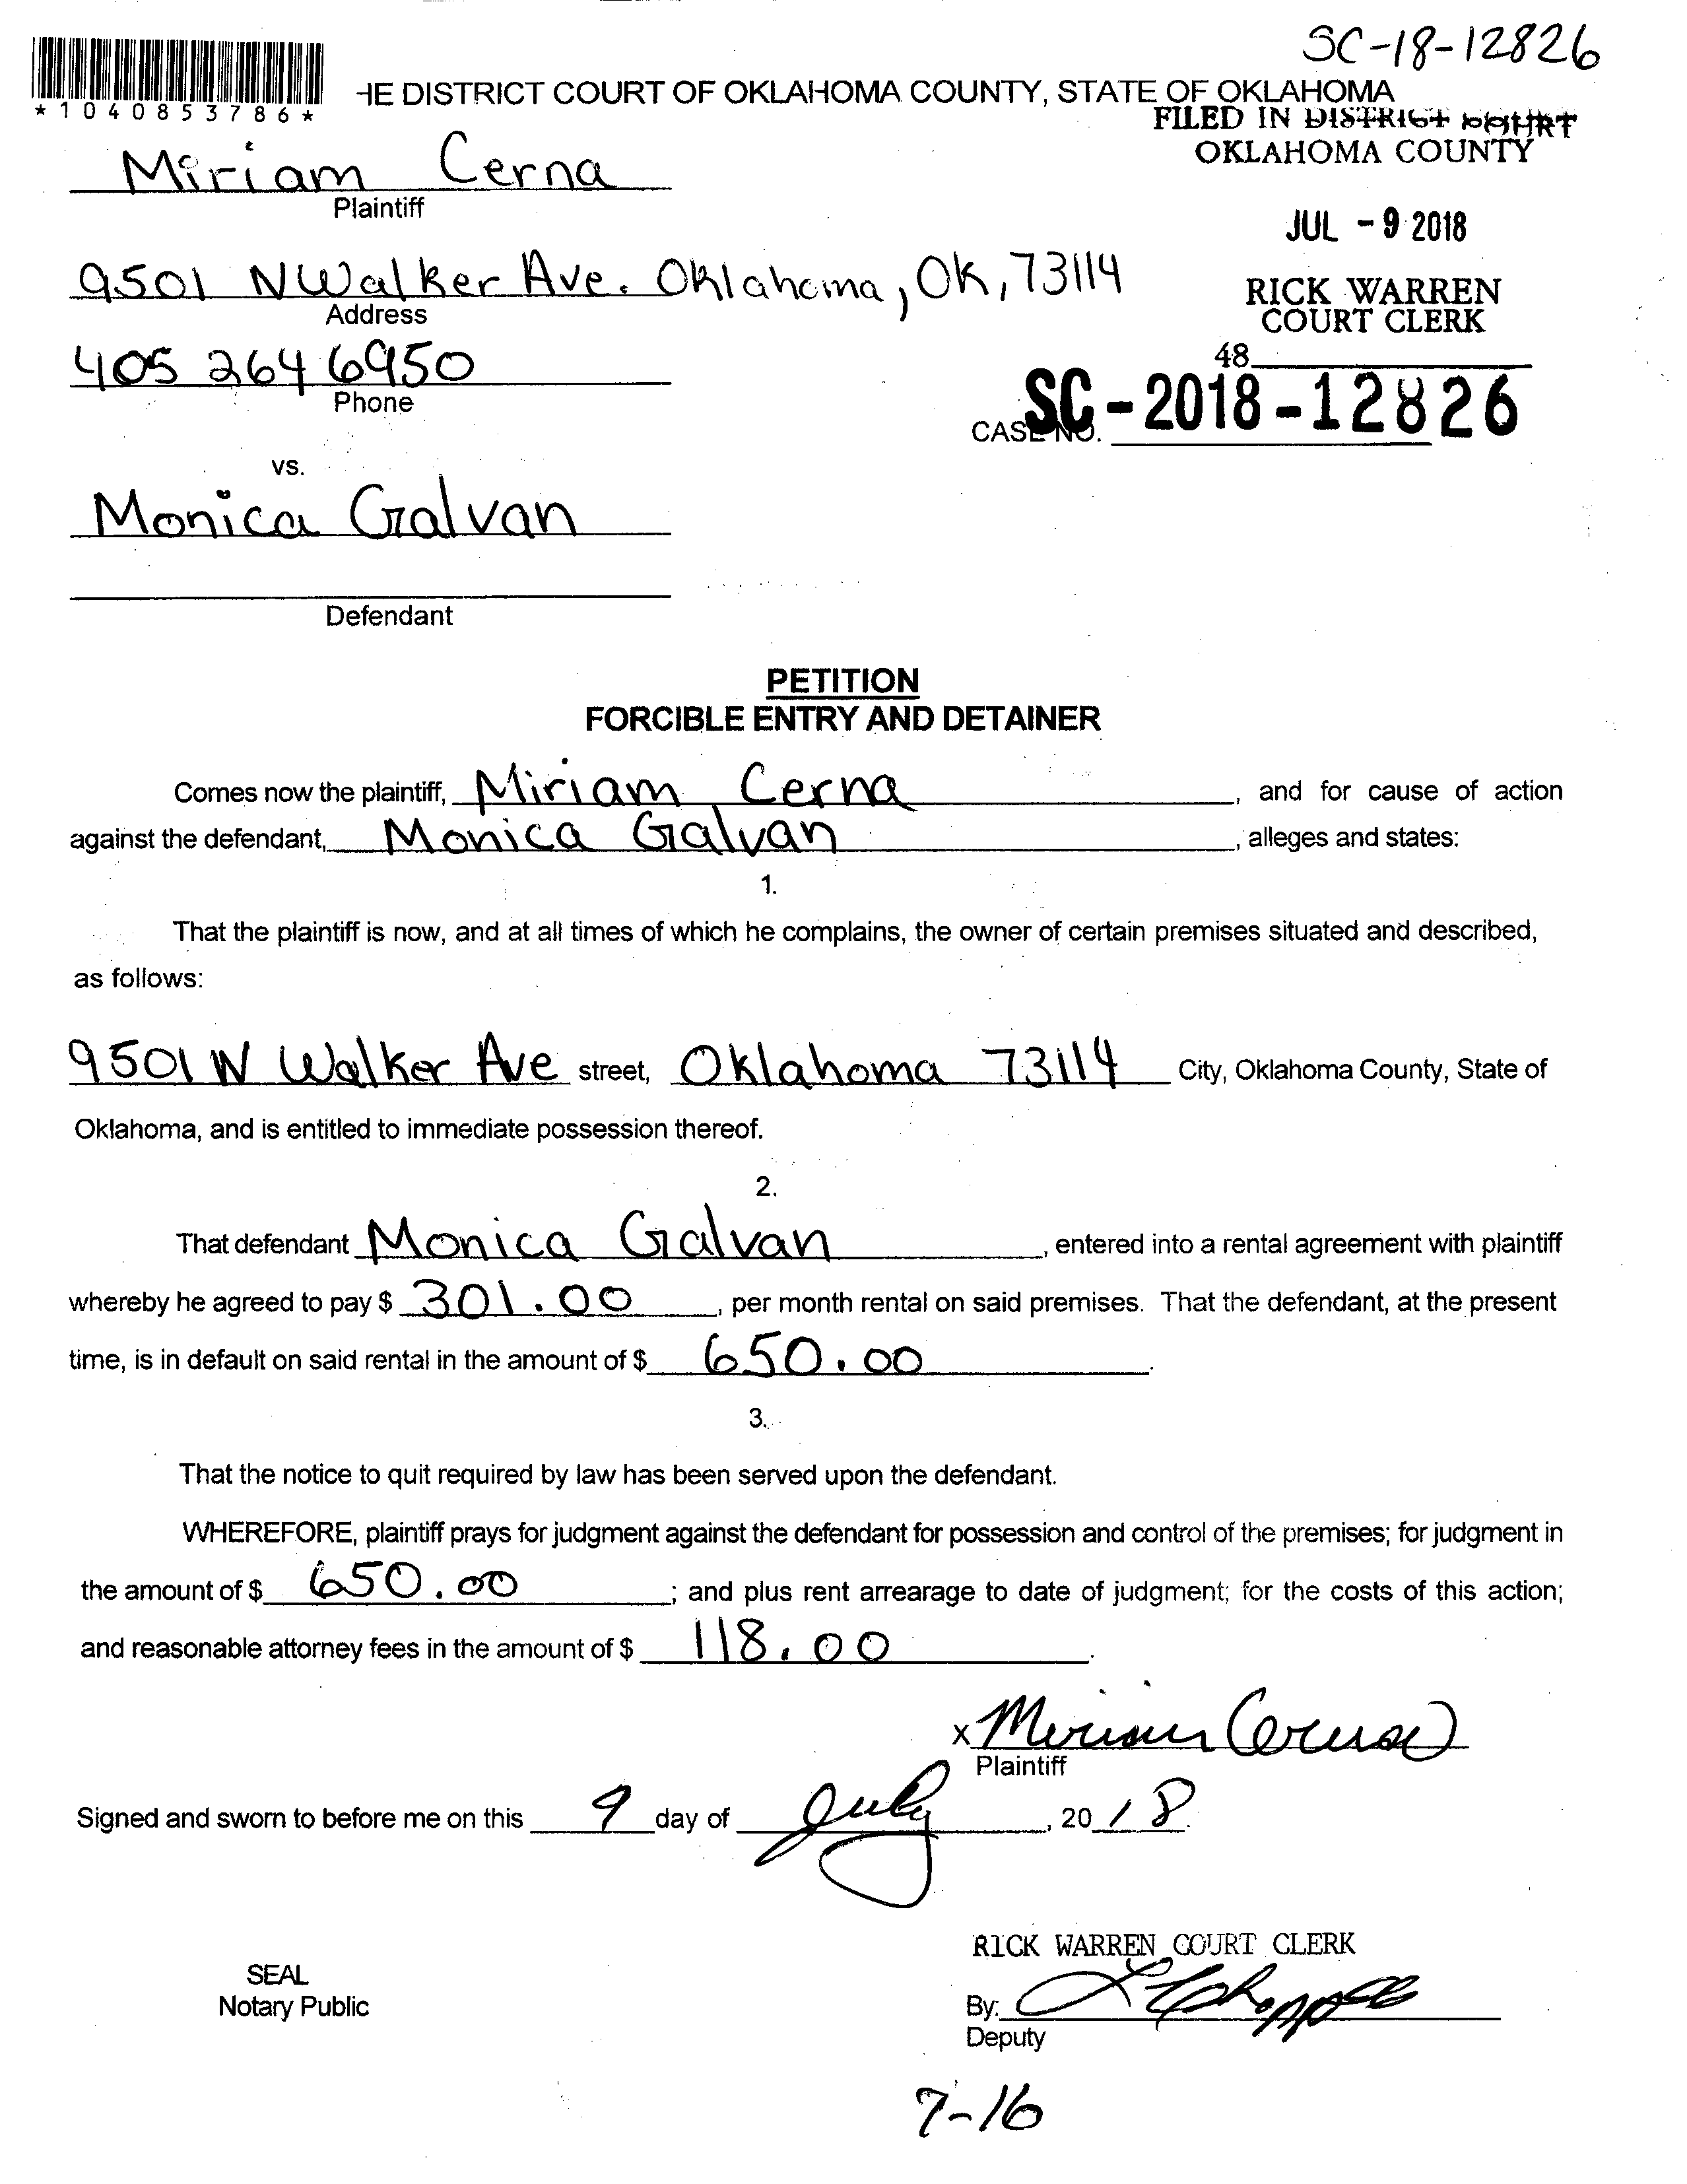 SC-18-12826
*1040853786*
HE DISTRICT COURT OF OKLAHOMA COUNTY, STATE OF OKLAHOMA
FILED IN DISTRICT COURT
OKLAHOMA COUNTY
Miriam Cerna
Plaintiff
JUL - 9 2018
9501 N Walker Ave. Oklahoma, OK, 73114
Address
RICK WARREN
COURT CLERK
405 264 6950
Phone
48
CASE NO. SC-2018-12826
vs.
Monica Galvan
Defendant
PETITION
FORCIBLE ENTRY AND DETAINER
Comes now the plaintiff, Miriam Cerna, and for cause of action
against the defendant, Monica Galvan, alleges and states:
1.
That the plaintiff is now, and at all times of which he complains, the owner of certain premises situated and described,
as follows:
9501 N Walker Ave street, Oklahoma 73114 City, Oklahoma County, State of
Oklahoma, and is entitled to immediate possession thereof.
2.
That defendant Monica Galvan, entered into a rental agreement with plaintiff
whereby he agreed to pay $ 301.00, per month rental on said premises. That the defendant, at the present
time, is in default on said rental in the amount of $ 650.00.
3.
That the notice to quit required by law has been served upon the defendant.
WHEREFORE, plaintiff prays for judgment against the defendant for possession and control of the premises; for judgment in
the amount of $ 650.00; and plus rent arrearage to date of judgment; for the costs of this action;
and reasonable attorney fees in the amount of $ 118.00.
x Miriam Cerna
Plaintiff
Signed and sworn to before me on this 9 day of July, 2018.
RICK WARREN COURT CLERK
SEAL
Notary Public
By:
Deputy
7-16